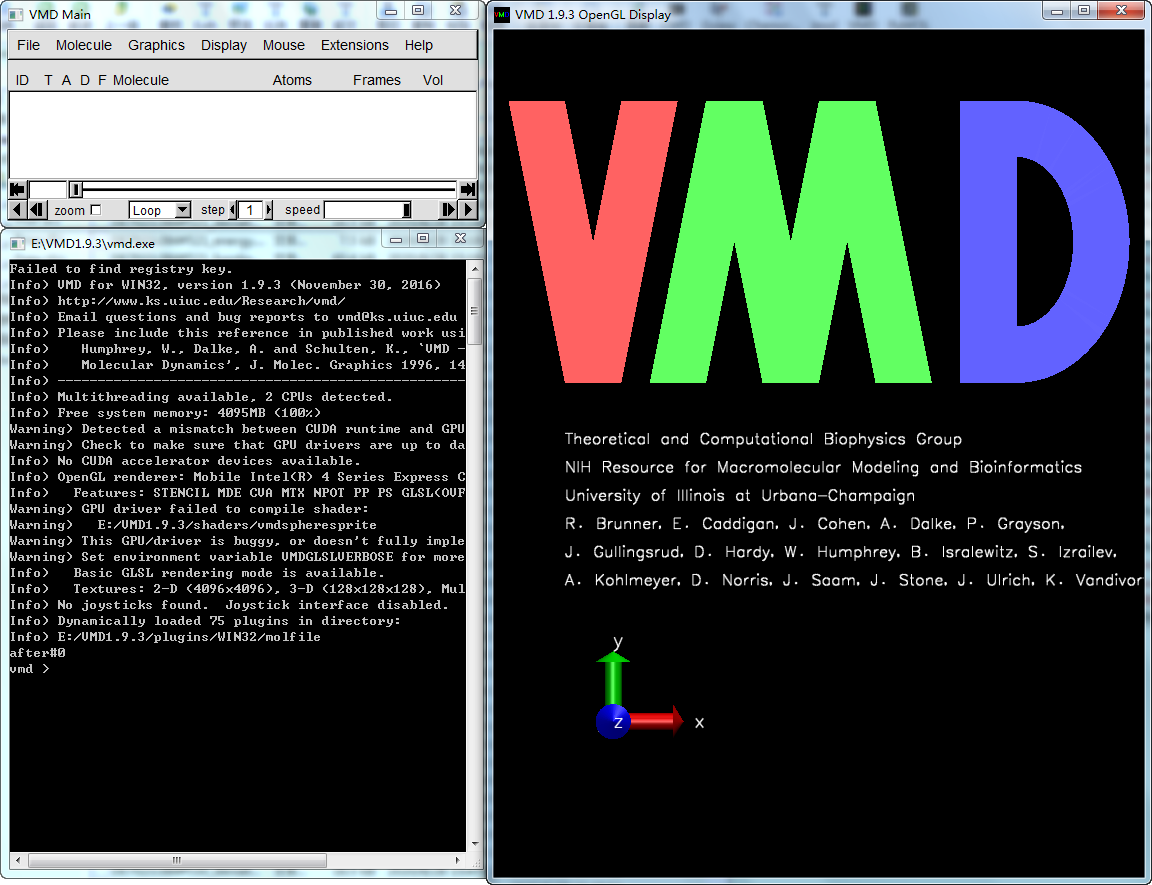 VMD Main
File Molecule Graphics Display Mouse Extensions Help
ID T A D F Molecule Atoms Frames Vol
zoom Loop step 1 speed
E:\VMD1.9.3\vmd.exe
Failed to find registry key.
Info) VMD for WIN32, version 1.9.3 (November 30, 2016)
Info) http://www.ks.uiuc.edu/Research/vmd/
Info) Email questions and bug reports to vmd@ks.uiuc.edu
Info) Please include this reference in published work usi
Info) Humphrey, W., Dalke, A. and Schulten, K., `VMD -
Info) Molecular Dynamics', J. Molec. Graphics 1996, 14
Info) ----------------------------------------------------
Info) Multithreading available, 2 CPUs detected.
Info) Free system memory: 4095MB (100%)
Warning) Detected a mismatch between CUDA runtime and GPU
Warning) Check to make sure that GPU drivers are up to da
Info) No CUDA accelerator devices available.
Info) OpenGL renderer: Mobile Intel(R) 4 Series Express C
Info) Features: STENCIL MDE CVA MTX NPOT PP PS GLSL(OVF
Warning) GPU driver failed to compile shader:
Warning) E:/VMD1.9.3/shaders/vmdspheresprite
Warning) This GPU/driver is buggy, or doesn't fully imple
Warning) Set environment variable VMDGLSLVERBOSE for more
Info) Basic GLSL rendering mode is available.
Info) Textures: 2-D (4096x4096), 3-D (128x128x128), Mul
Info) No joysticks found. Joystick interface disabled.
Info) Dynamically loaded 75 plugins in directory:
Info) E:/VMD1.9.3/plugins/WIN32/molfile
after#0
vmd >
VMD 1.9.3 OpenGL Display
VMD
Theoretical and Computational Biophysics Group
NIH Resource for Macromolecular Modeling and Bioinformatics
University of Illinois at Urbana-Champaign
R. Brunner, E. Caddigan, J. Cohen, A. Dalke, P. Grayson,
J. Gullingsrud, D. Hardy, W. Humphrey, B. Isralewitz, S. Izrailev,
A. Kohlmeyer, D. Norris, J. Saam, J. Stone, J. Ulrich, K. Vandivor
y
z x